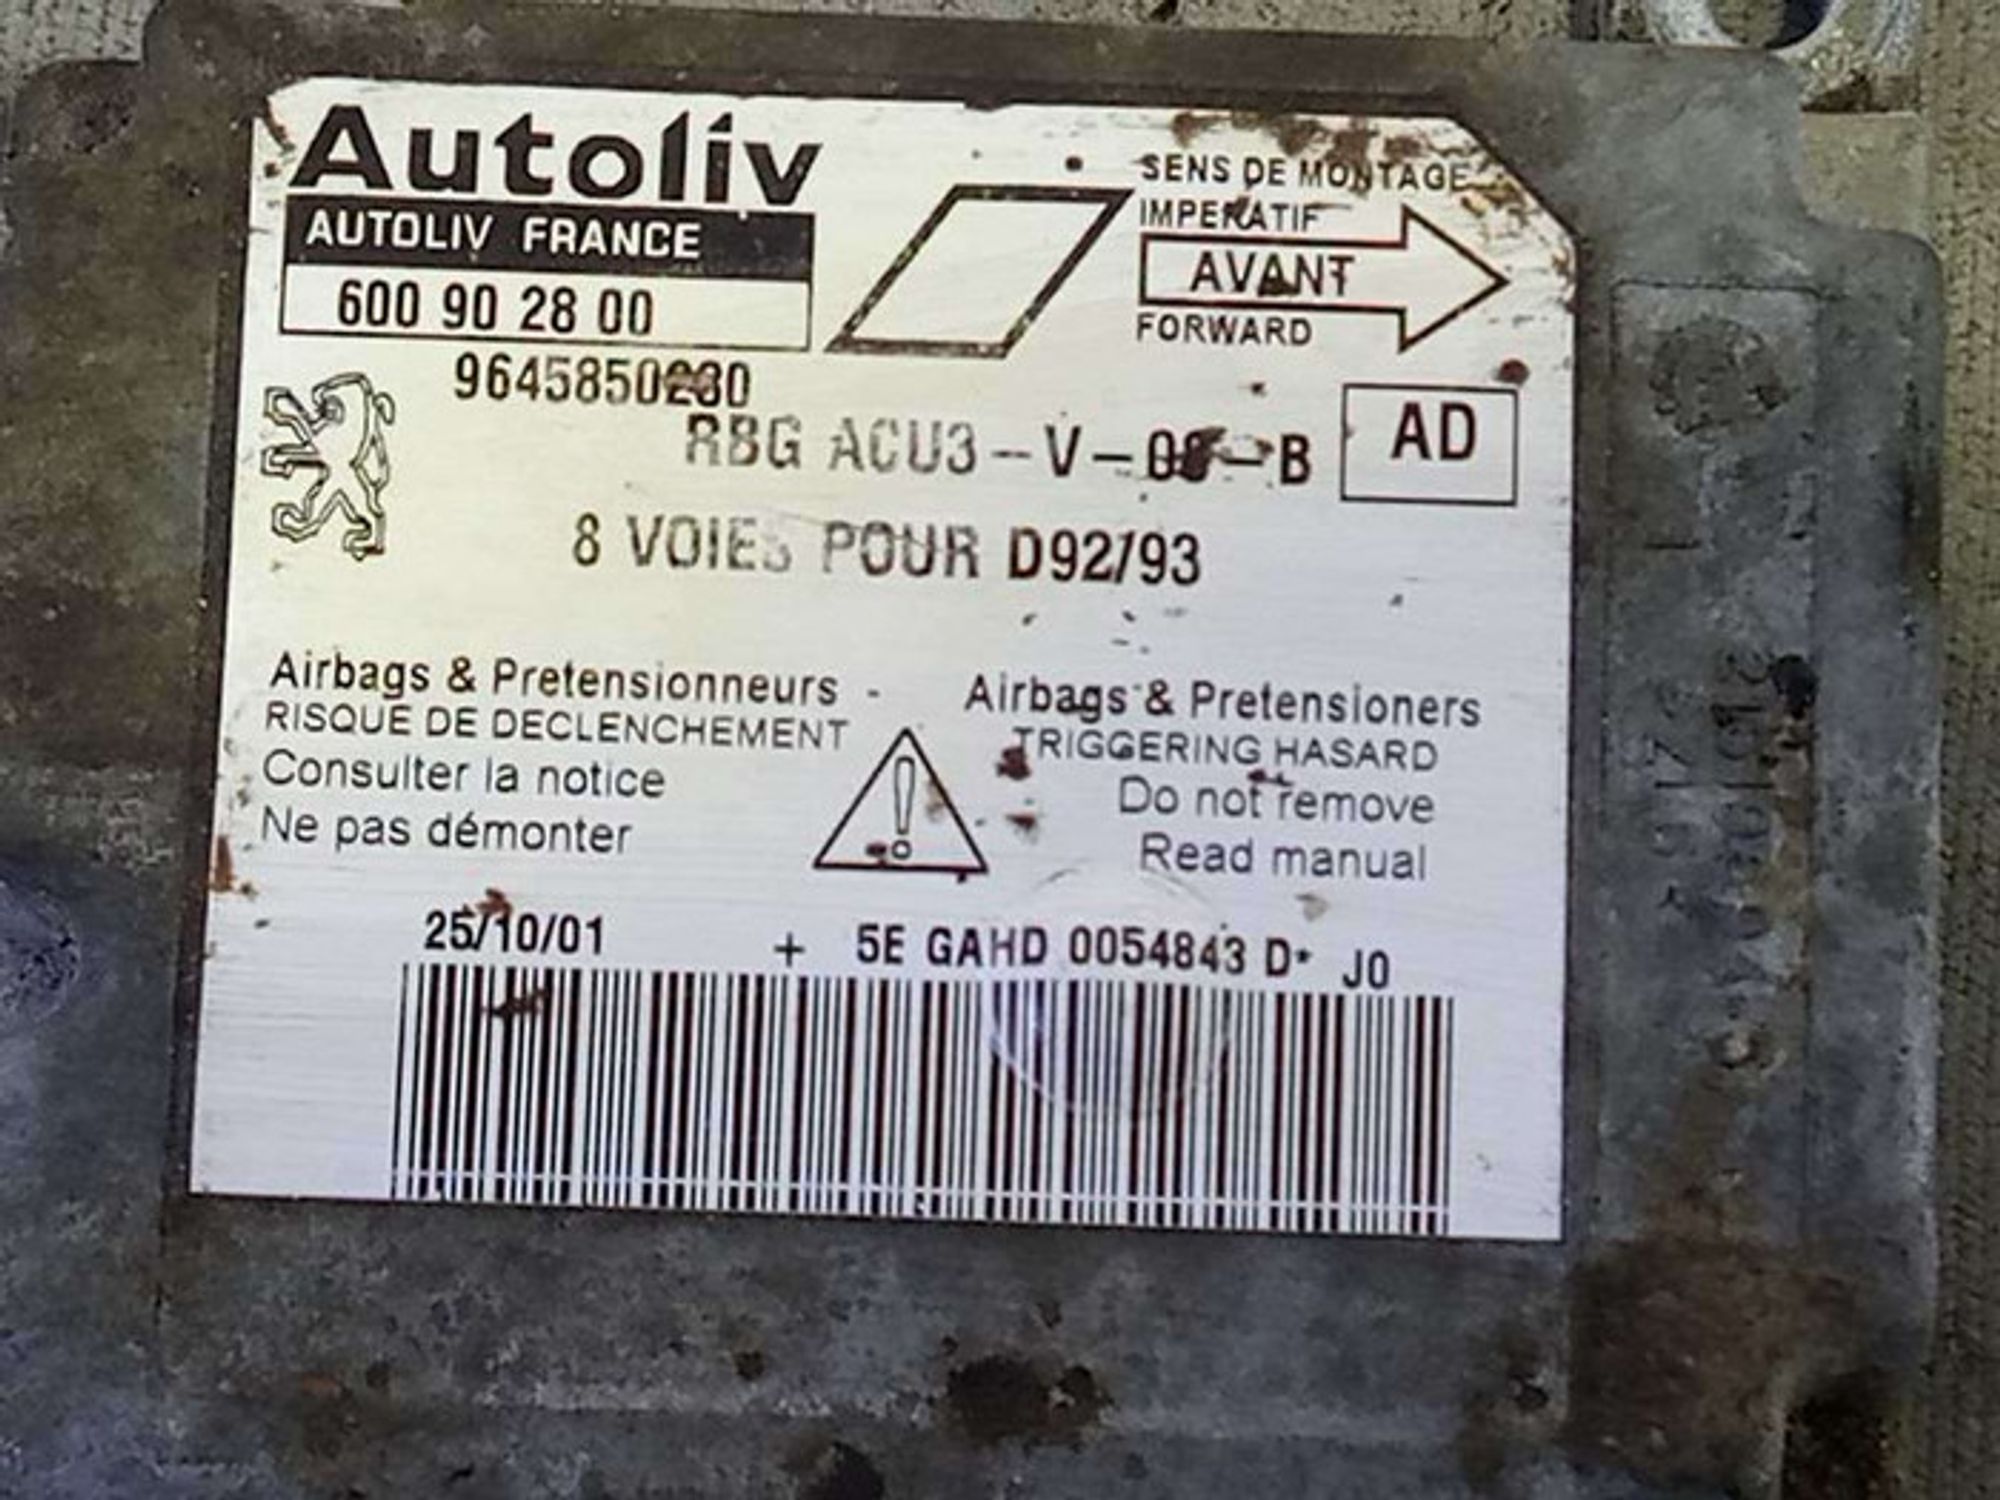 Autoliv
AUTOLIV FRANCE
600 90 28 00
SENS DE MONTAGE
IMPERATIF
AVANT
FORWARD
RBG ACU3-V-
B
AD
8 VOIES POUR D92/93
Airbags & Pretensionneurs -
RISQUE DE DECLENCHEMENT
Consulter la notice
Ne pas démonter
Airbags & Pretensioners
TRIGGERING HASARD
Do not remove
Read manual
25/10/01 + 5E GAHD 0054843 D* J0